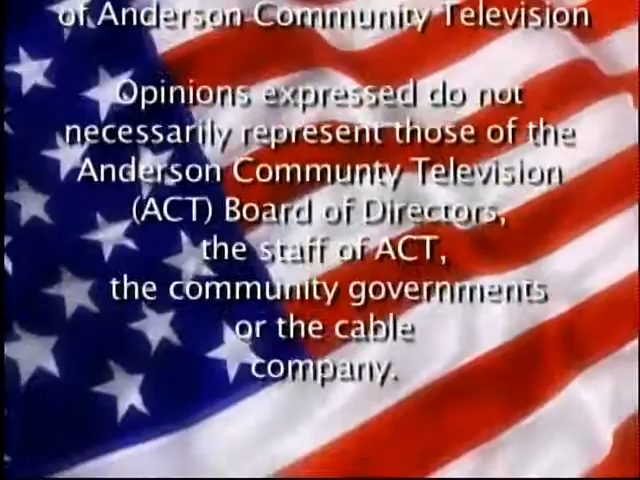 of Anderson Community Television
Opinions expressed do not
necessarily represent those of the
Anderson Communty Television
(ACT) Board of Directors,
the staff of ACT,
the community governments
or the cable
company.